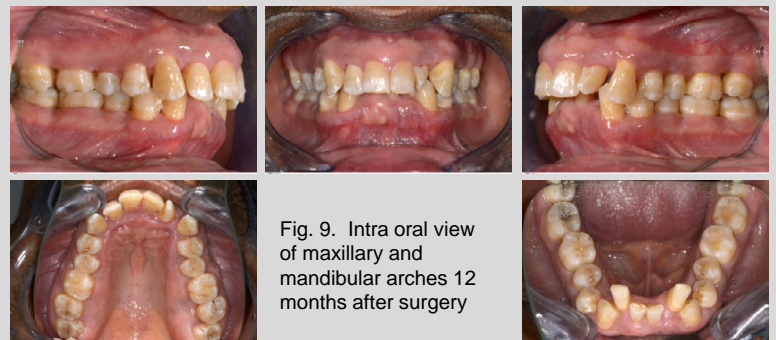 Fig. 9. Intra oral view
of maxillary and
mandibular arches 12
months after surgery